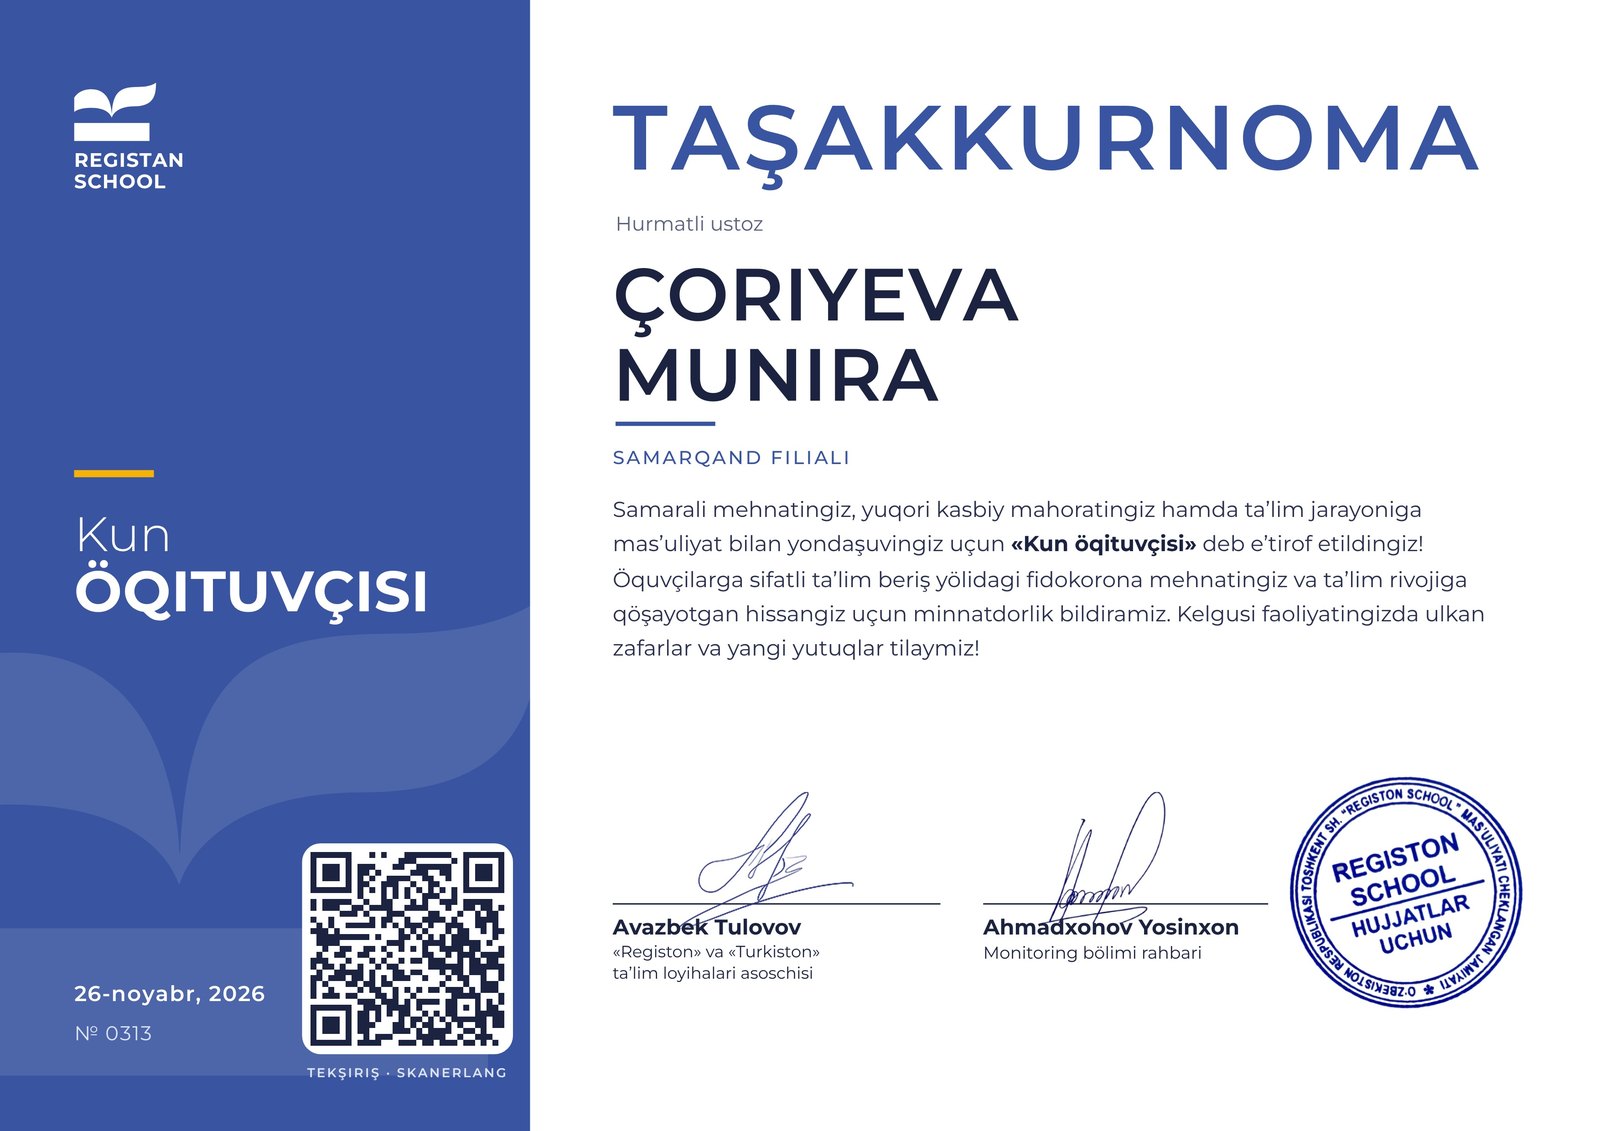 REGISTAN
SCHOOL
Kun
ÖQITUVÇISI
26-noyabr, 2026
№ 0313
TEKŞIRIŞ · SKANERLANG
TAŞAKKURNOMA
Hurmatli ustoz
ÇORIYEVA
MUNIRA
SAMARQAND FILIALI
Samarali mehnatingiz, yuqori kasbiy mahoratingiz hamda ta’lim jarayoniga
mas’uliyat bilan yondaşuvingiz uçun «Kun öqituvçisi» deb e’tirof etildingiz!
Öquvçilarga sifatli ta’lim beriş yölidagi fidokorona mehnatingiz va ta’lim rivojiga
qöşayotgan hissangiz uçun minnatdorlik bildiramiz. Kelgusi faoliyatingizda ulkan
zafarlar va yangi yutuqlar tilaymiz!
Avazbek Tulovov
«Registon» va «Turkiston»
ta’lim loyihalari asoschisi
Ahmadxonov Yosinxon
Monitoring bölimi rahbari
O‘ZBEKISTON RESPUBLIKASI TOSHKENT SH. "REGISTON SCHOOL" MAS'ULIYATI CHEKLANGAN JAMIYATI
REGISTON
SCHOOL
HUJJATLAR
UCHUN